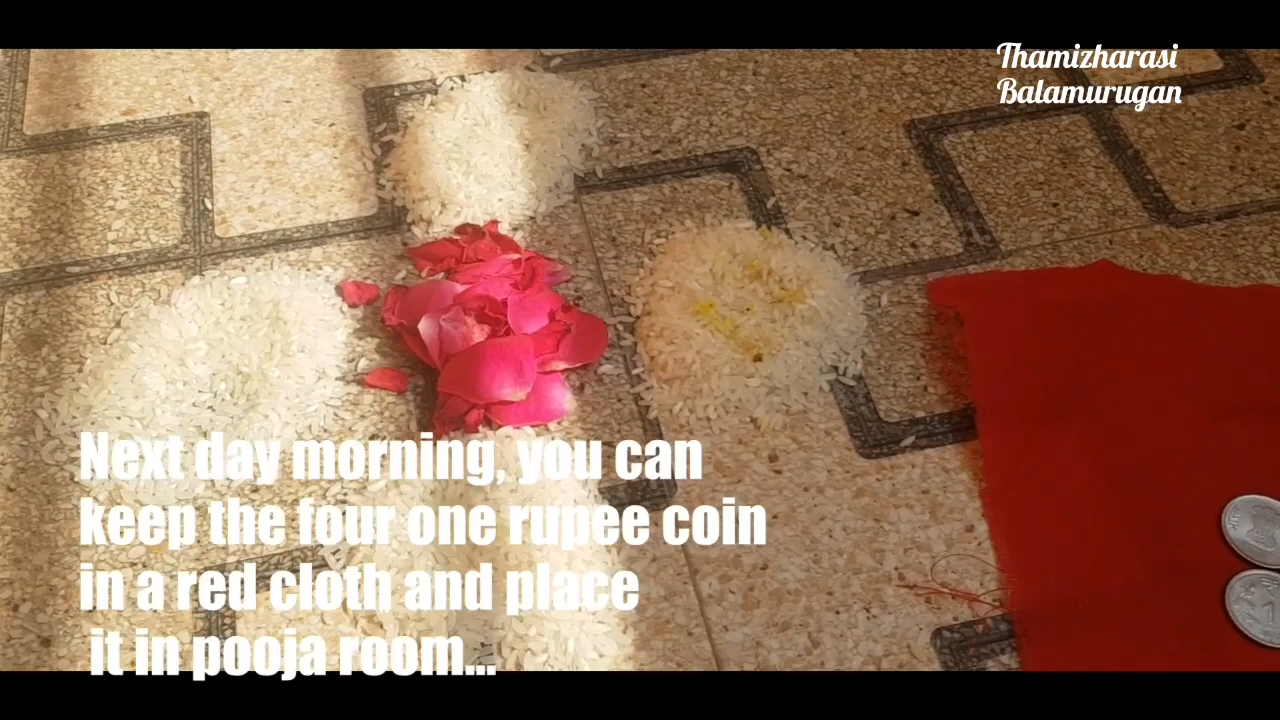 Thamizharasi
Balamurugan
Next day morning, you can
keep the four one rupee coin
in a red cloth and place
it in pooja room...